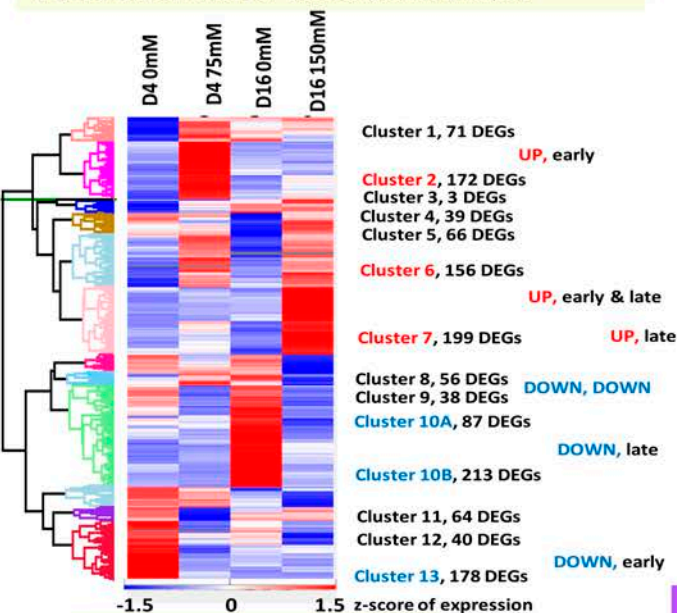 D4 0mM
D4 75mM
D16 0mM
D16 150mM
Cluster 1, 71 DEGs
UP, early
Cluster 2, 172 DEGs
Cluster 3, 3 DEGs
Cluster 4, 39 DEGs
Cluster 5, 66 DEGs
Cluster 6, 156 DEGs
UP, early & late
Cluster 7, 199 DEGs
UP, late
Cluster 8, 56 DEGs
DOWN, DOWN
Cluster 9, 38 DEGs
Cluster 10A, 87 DEGs
DOWN, late
Cluster 10B, 213 DEGs
Cluster 11, 64 DEGs
Cluster 12, 40 DEGs
DOWN, early
Cluster 13, 178 DEGs
-1.5 0 1.5 z-score of expression